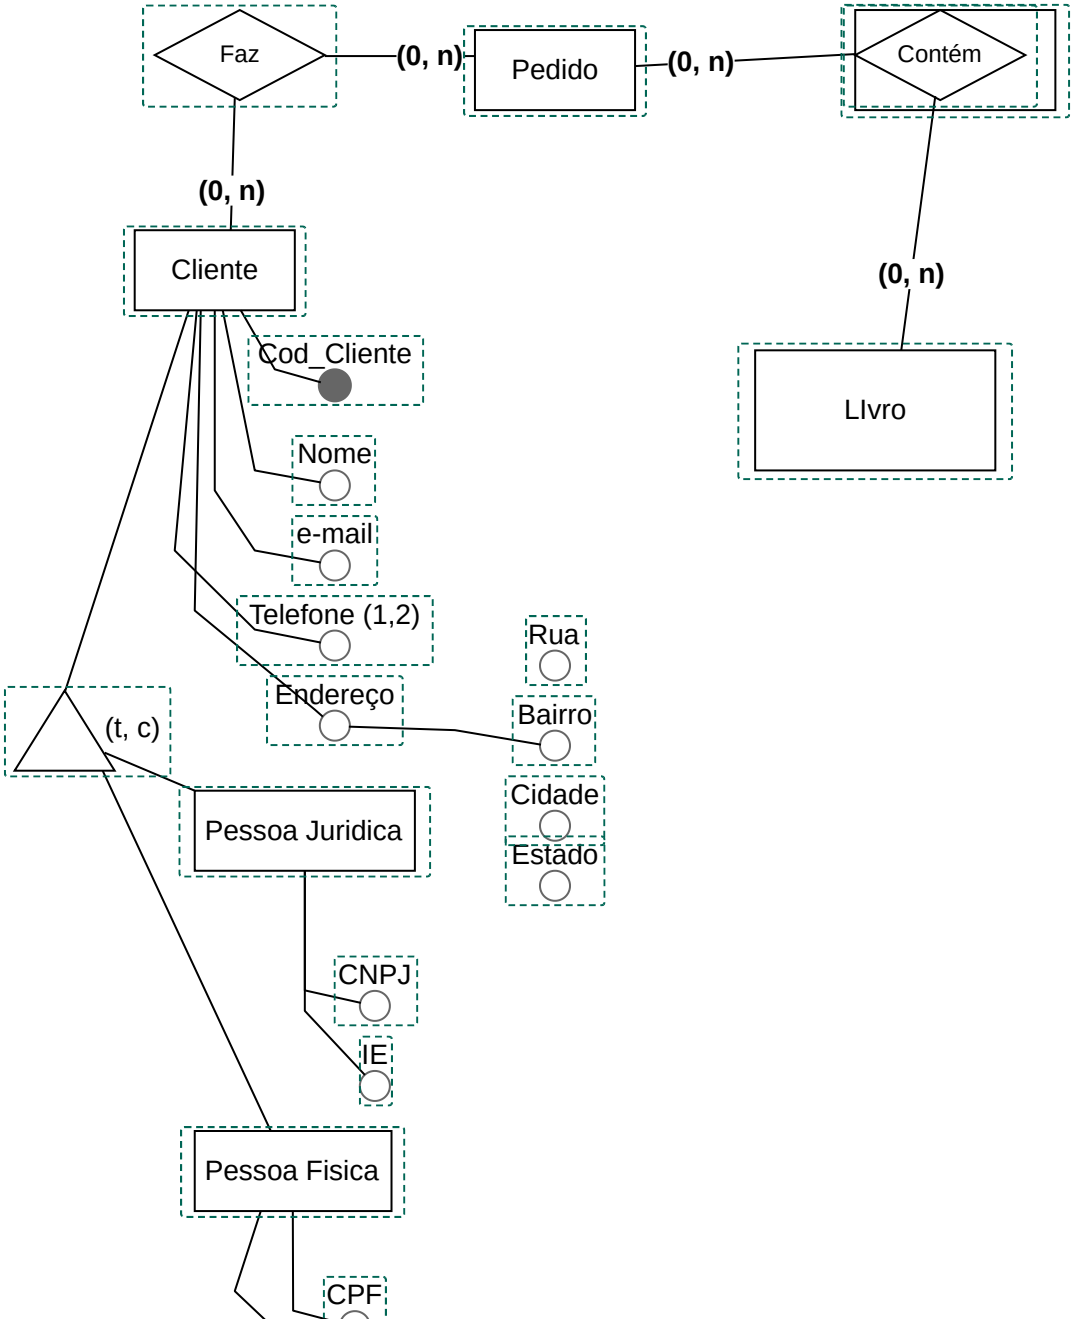 Faz
(0, n)
Pedido
(0, n)
Contém
(0, n)
Cliente
(0, n)
Cod_Cliente
LIvro
Nome
e-mail
Telefone (1,2)
Rua
Endereço
Bairro
(t, c)
Cidade
Pessoa Juridica
Estado
CNPJ
IE
Pessoa Fisica
CPF